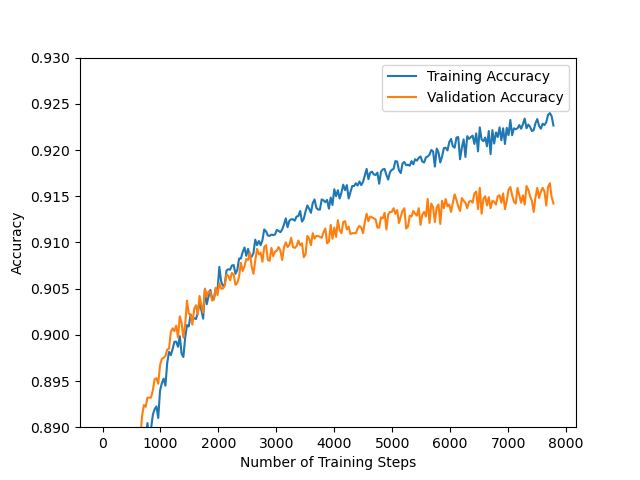 0.930
0.925
0.920
0.915
0.910
0.905
0.900
0.895
0.890
Accuracy
Training Accuracy
Validation Accuracy
0 1000 2000 3000 4000 5000 6000 7000 8000
Number of Training Steps